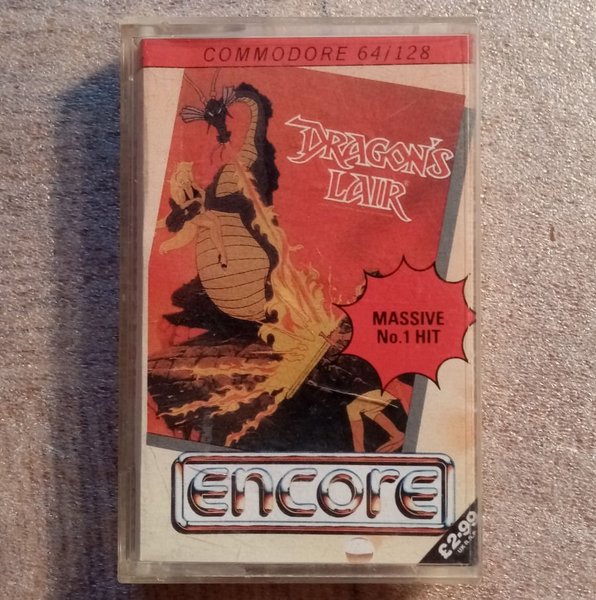 COMMODORE 64/128
DRAGON'S
LAIR
MASSIVE
No.1 HIT
encore
£2.99